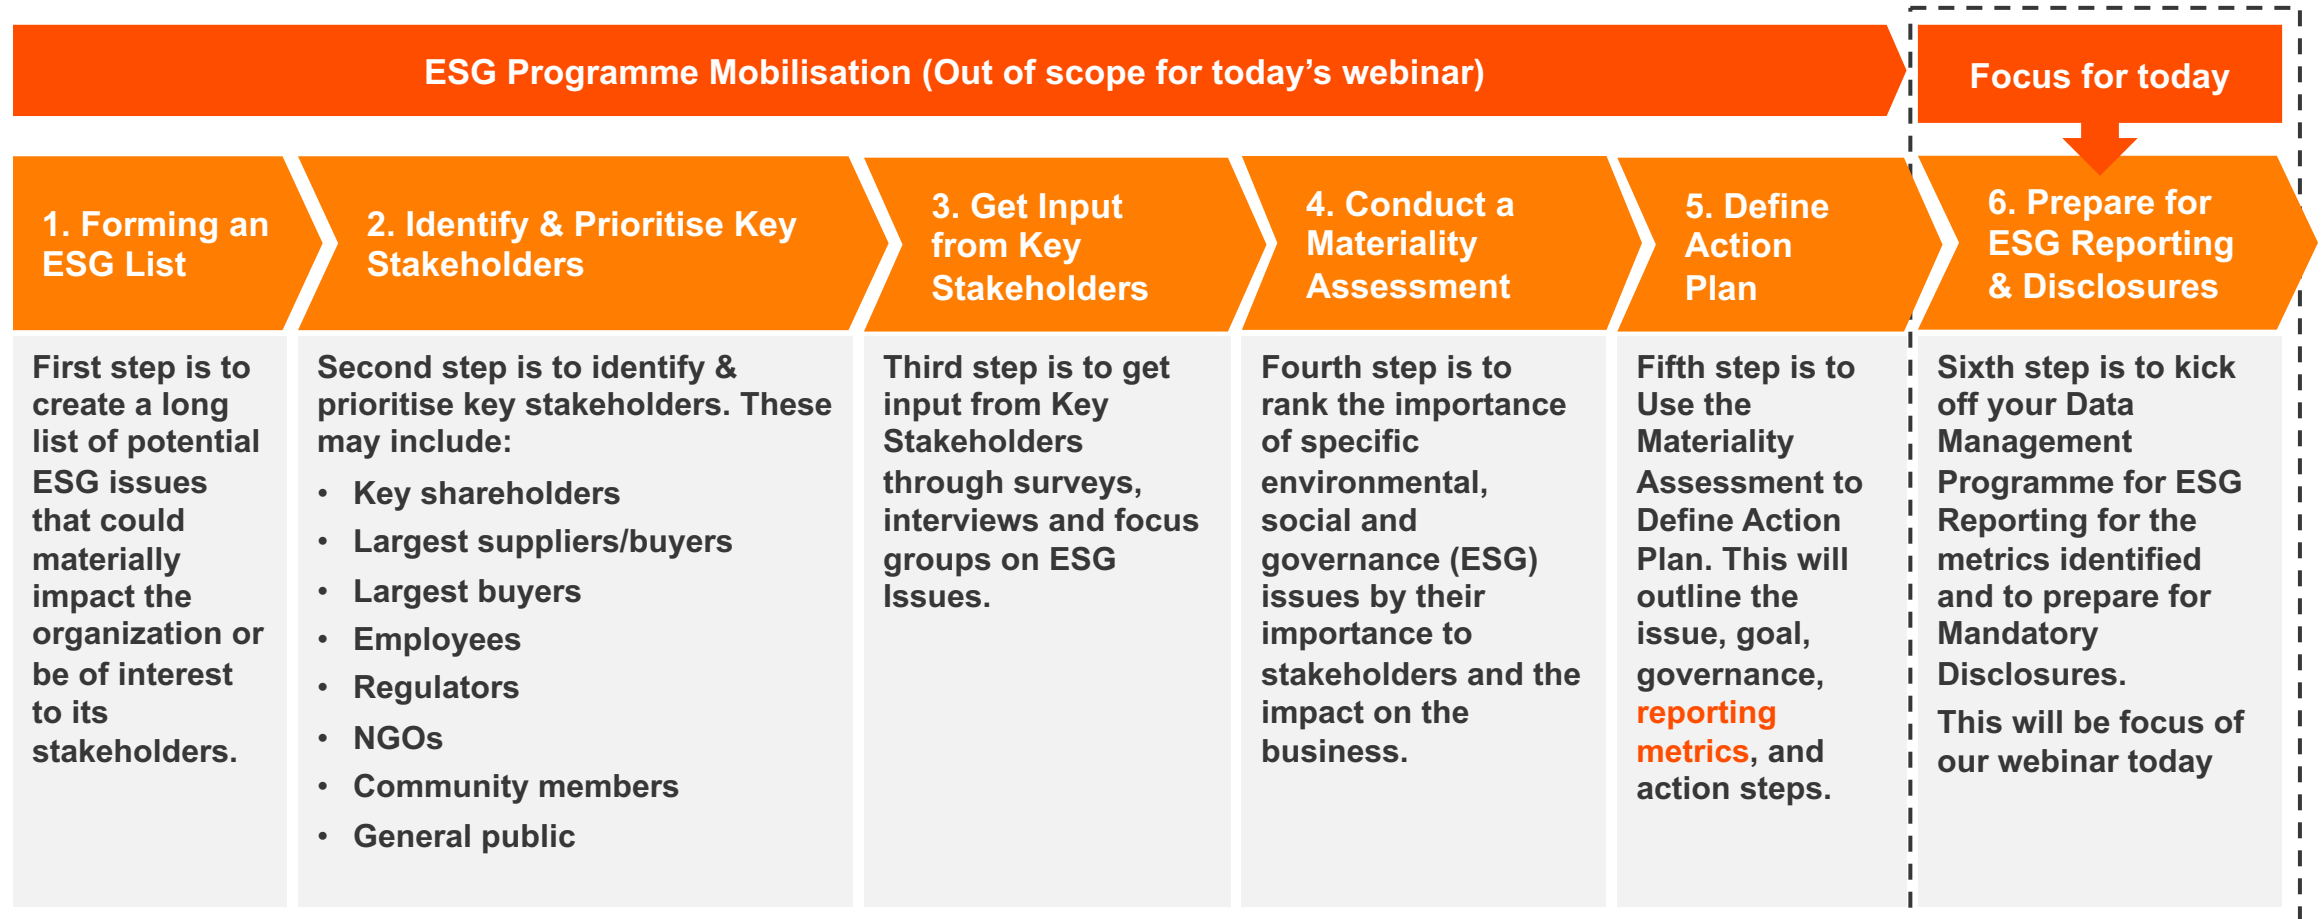 ESG Programme Mobilisation (Out of scope for today’s webinar)
Focus for today
1. Forming an
ESG List
2. Identify & Prioritise Key
Stakeholders
3. Get Input
from Key
Stakeholders
4. Conduct a
Materiality
Assessment
5. Define
Action
Plan
6. Prepare for
ESG Reporting
& Disclosures
First step is to
create a long
list of potential
ESG issues
that could
materially
impact the
organization or
be of interest
to its
stakeholders.
Second step is to identify &
prioritise key stakeholders. These
may include:
• Key shareholders
• Largest suppliers/buyers
• Largest buyers
• Employees
• Regulators
• NGOs
• Community members
• General public
Third step is to get
input from Key
Stakeholders
through surveys,
interviews and focus
groups on ESG
Issues.
Fourth step is to
rank the importance
of specific
environmental,
social and
governance (ESG)
issues by their
importance to
stakeholders and the
impact on the
business.
Fifth step is to
Use the
Materiality
Assessment to
Define Action
Plan. This will
outline the
issue, goal,
governance,
reporting
metrics, and
action steps.
Sixth step is to kick
off your Data
Management
Programme for ESG
Reporting for the
metrics identified
and to prepare for
Mandatory
Disclosures.
This will be focus of
our webinar today